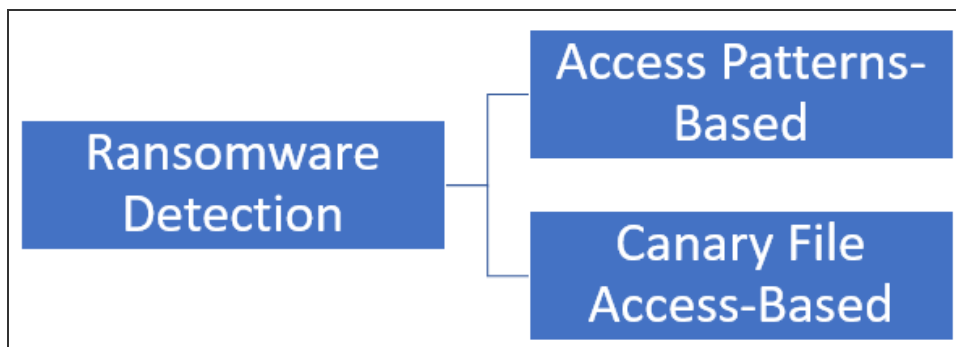 Ransomware
Detection
Access Patterns-
Based
Canary File
Access-Based